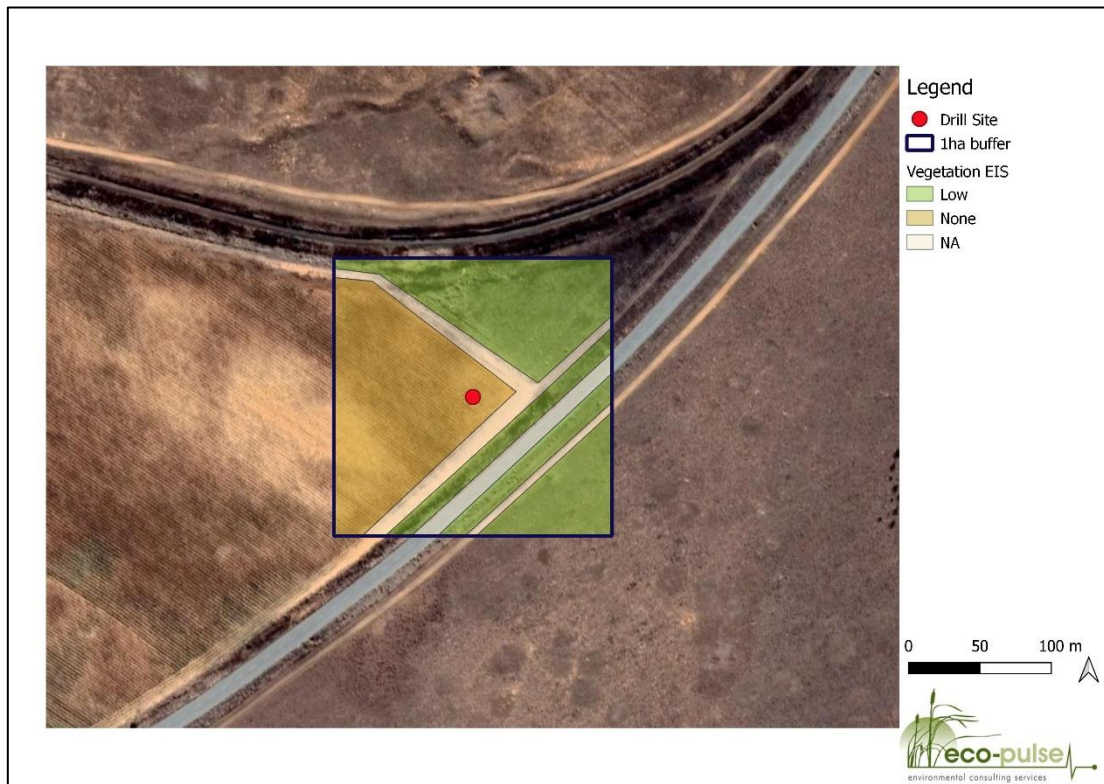 Legend
Drill Site
1ha buffer
Vegetation EIS
Low
None
NA
0 50 100 m
eco-pulse
environmental consulting services